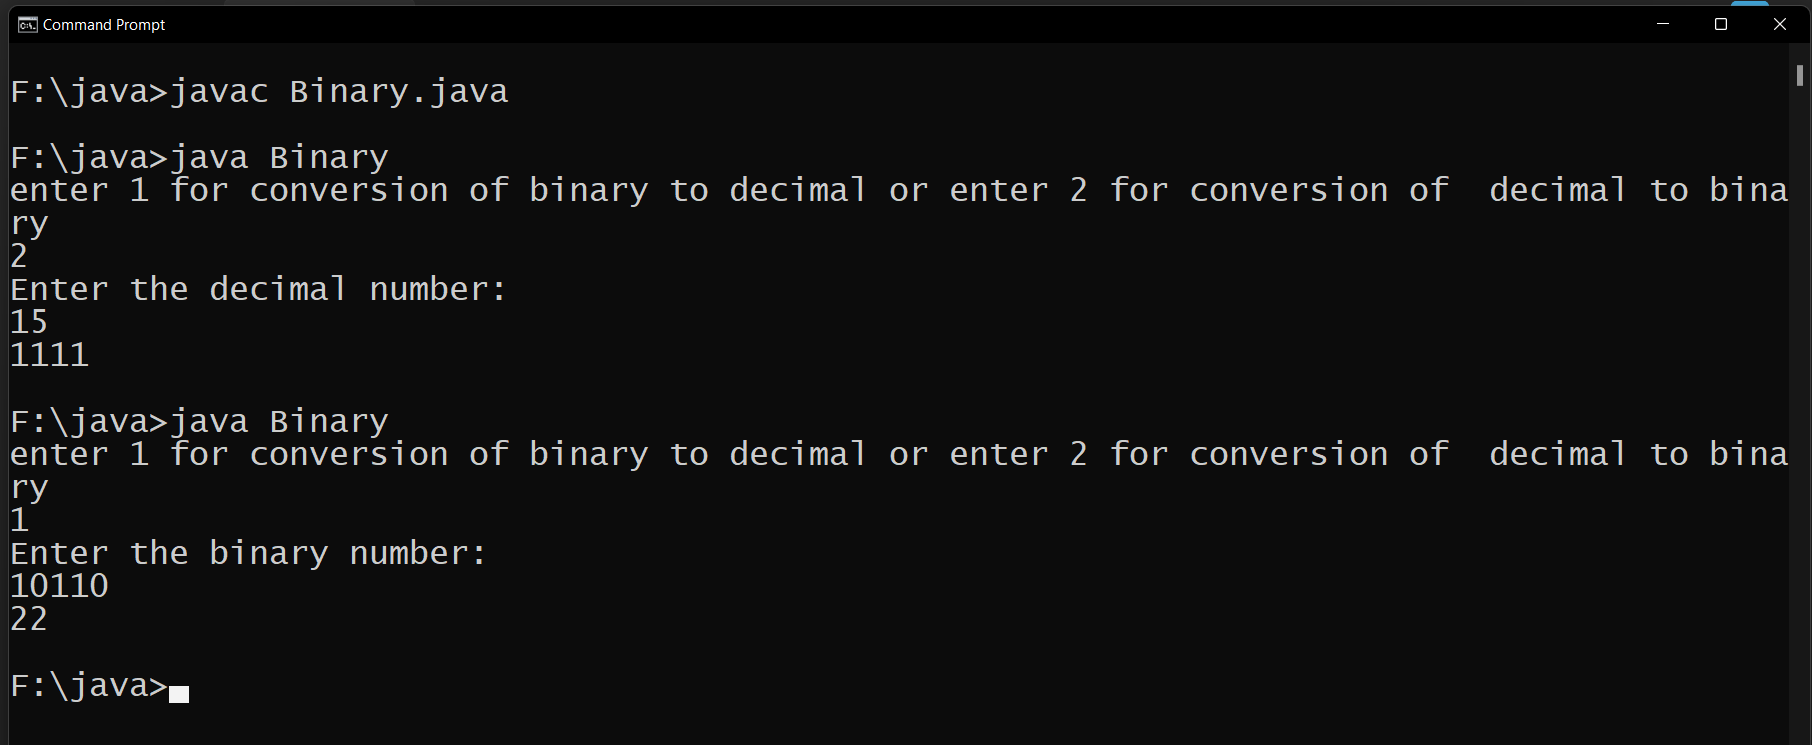 Command Prompt
F:\java>javac Binary.java
F:\java>java Binary
enter 1 for conversion of binary to decimal or enter 2 for conversion of  decimal to bina
ry
2
Enter the decimal number:
15
1111
F:\java>java Binary
enter 1 for conversion of binary to decimal or enter 2 for conversion of  decimal to bina
ry
1
Enter the binary number:
10110
22
F:\java>